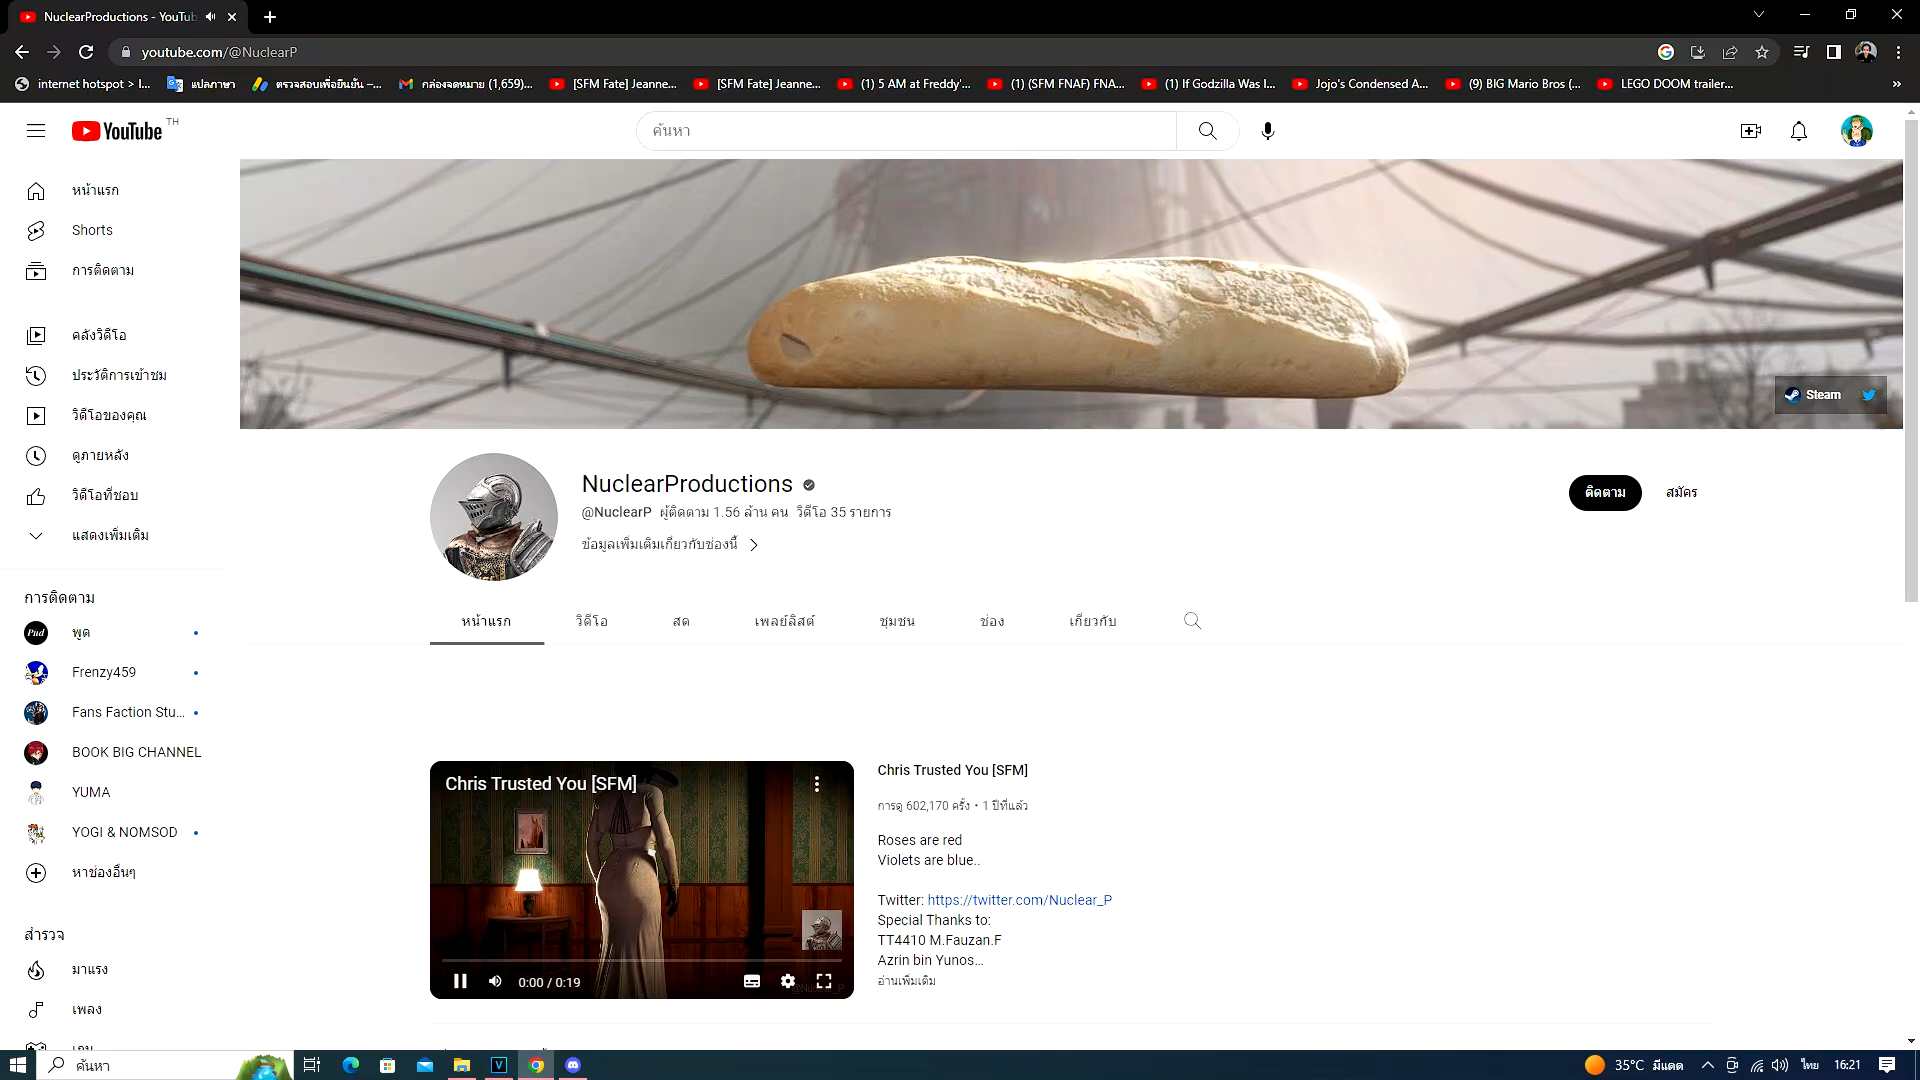 NuclearProductions - YouTub
youtube.com/@NuclearP
internet hotspot > I...
แปลภาษา
ตรวจสอบเพื่อยืนยัน –...
กล่องจดหมาย (1,659)...
[SFM Fate] Jeanne...
[SFM Fate] Jeanne...
(1) 5 AM at Freddy'...
(1) (SFM FNAF) FNA...
(1) If Godzilla Was I...
Jojo's Condensed A...
(9) BIG Mario Bros (...
LEGO DOOM trailer...
YouTube TH
ค้นหา
หน้าแรก
Shorts
การติดตาม
คลังวิดีโอ
ประวัติการเข้าชม
วิดีโอของคุณ
ดูภายหลัง
วิดีโอที่ชอบ
แสดงเพิ่มเติม
การติดตาม
Pud
พูด
Frenzy459
Fans Faction Stu...
BOOK BIG CHANNEL
YUMA
YOGI & NOMSOD
หาช่องอื่นๆ
สำรวจ
มาแรง
เพลง
เกม
Steam
NuclearProductions
@NuclearP ผู้ติดตาม 1.56 ล้าน คน วิดีโอ 35 รายการ
ข้อมูลเพิ่มเติมเกี่ยวกับช่องนี้
ติดตาม
สมัคร
หน้าแรก
วิดีโอ
สด
เพลย์ลิสต์
ชุมชน
ช่อง
เกี่ยวกับ
Chris Trusted You [SFM]
0:00 / 0:19
@Nuclear_P
Chris Trusted You [SFM]
การดู 602,170 ครั้ง • 1 ปีที่แล้ว
Roses are red
Violets are blue..
Twitter: https://twitter.com/Nuclear_P
Special Thanks to:
TT4410 M.Fauzan.F
Azrin bin Yunos...
อ่านเพิ่มเติม
ค้นหา
35°C มีแดด
ไทย
16:21